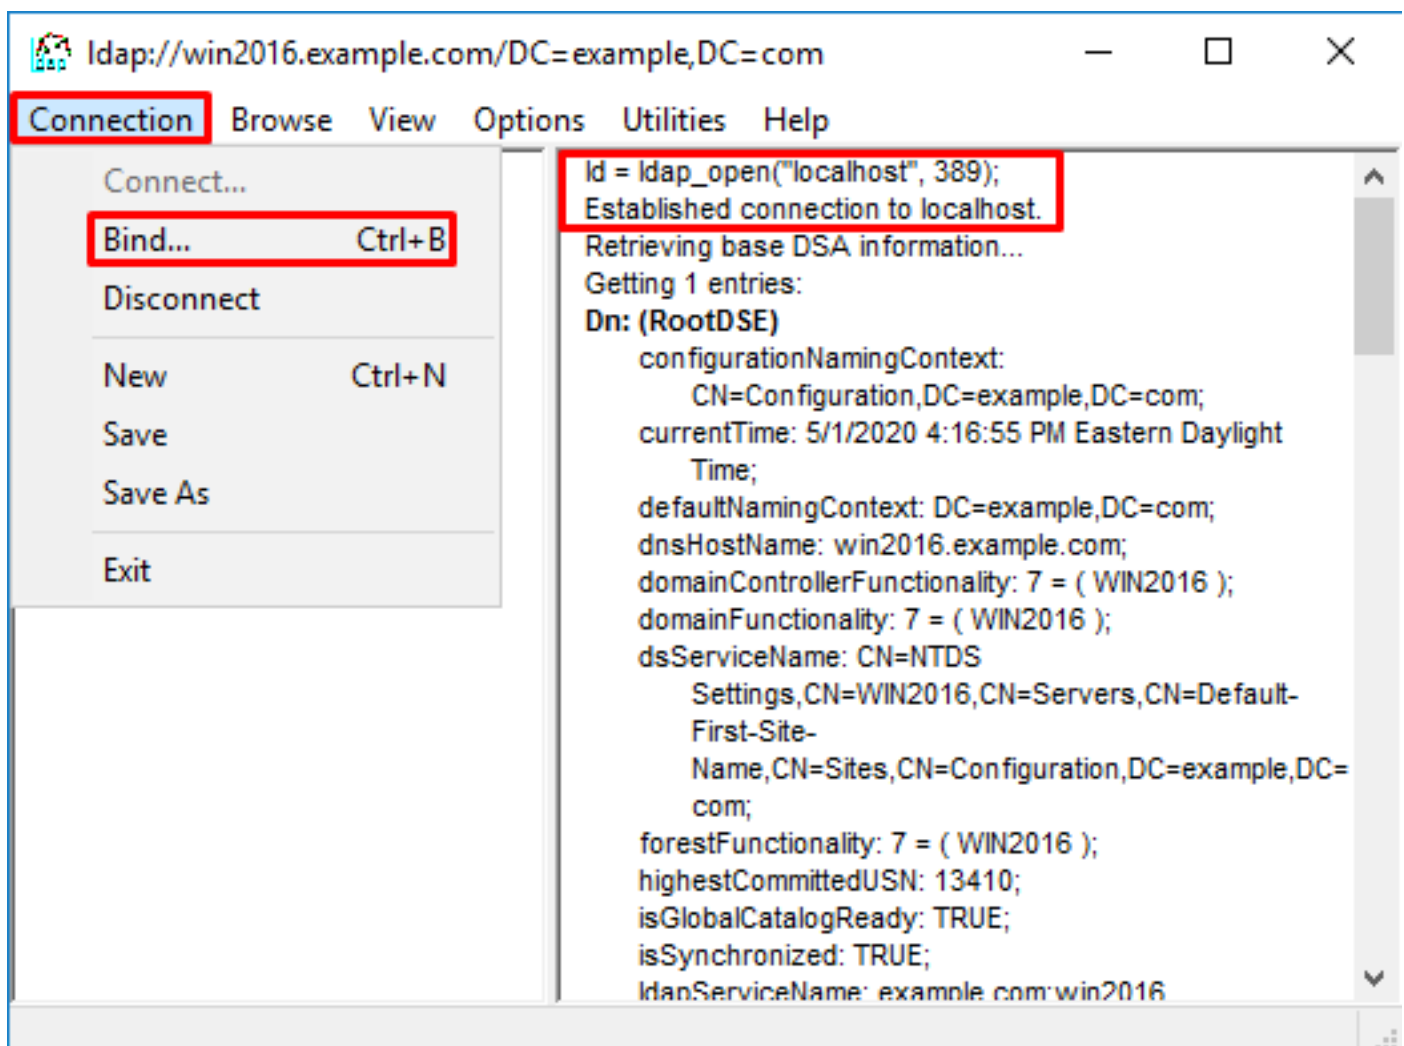 ldap://win2016.example.com/DC=example,DC=com
Connection Browse View Options Utilities Help
Connect...
Bind... Ctrl+B
Disconnect
New Ctrl+N
Save
Save As
Exit
ld = ldap_open("localhost", 389);
Established connection to localhost.
Retrieving base DSA information...
Getting 1 entries:
Dn: (RootDSE)
configurationNamingContext:
CN=Configuration,DC=example,DC=com;
currentTime: 5/1/2020 4:16:55 PM Eastern Daylight
Time;
defaultNamingContext: DC=example,DC=com;
dnsHostName: win2016.example.com;
domainControllerFunctionality: 7 = ( WIN2016 );
domainFunctionality: 7 = ( WIN2016 );
dsServiceName: CN=NTDS
Settings,CN=WIN2016,CN=Servers,CN=Default-
First-Site-
Name,CN=Sites,CN=Configuration,DC=example,DC=
com;
forestFunctionality: 7 = ( WIN2016 );
highestCommittedUSN: 13410;
isGlobalCatalogReady: TRUE;
isSynchronized: TRUE;
ldapServiceName: example.com:win2016